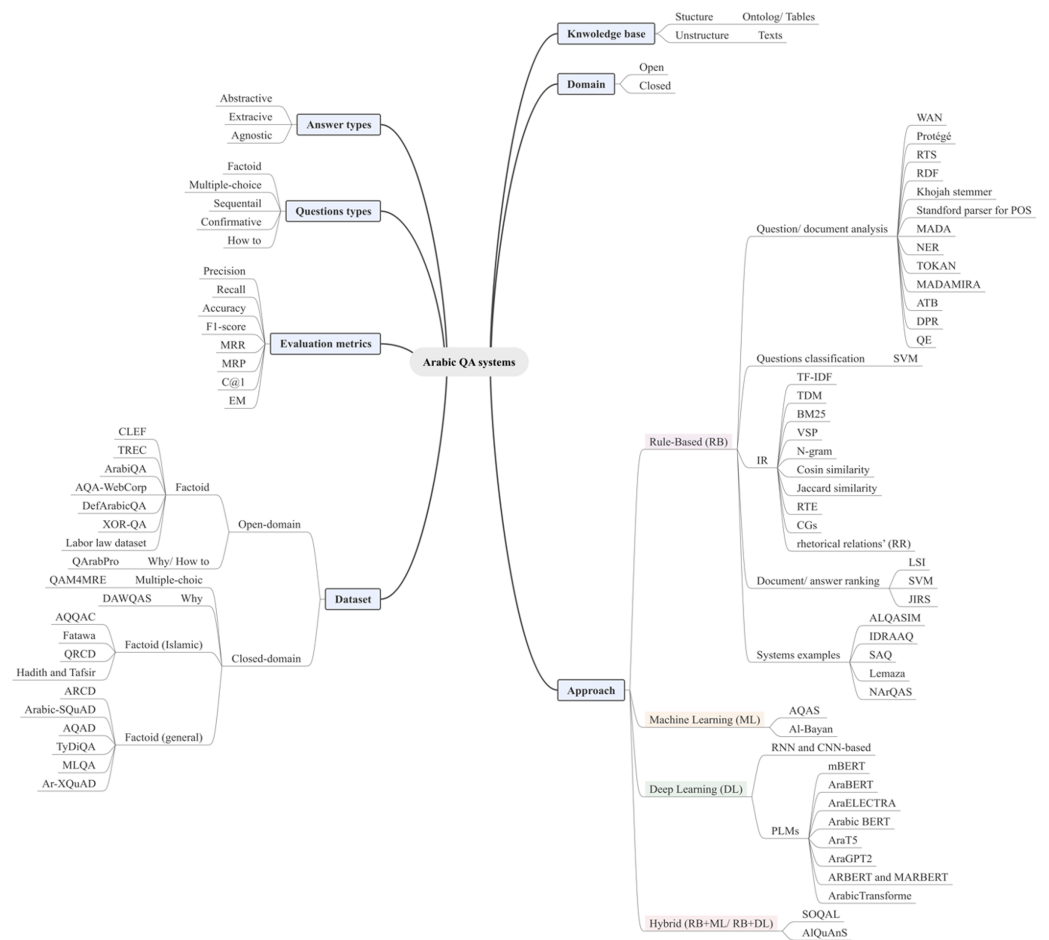 Arabic QA systems
Knwoledge base
Stucture Ontolog/ Tables
Unstructure Texts
Domain
Open
Closed
Answer types
Abstractive
Extracive
Agnostic
Questions types
Factoid
Multiple-choice
Sequentail
Confirmative
How to
Evaluation metrics
Precision
Recall
Accuracy
F1-score
MRR
MRP
C@1
EM
Dataset
Open-domain
Factoid
CLEF
TREC
ArabiQA
AQA-WebCorp
DefArabicQA
XOR-QA
Labor law dataset
QArabPro Why/ How to
Closed-domain
QAM4MRE Multiple-choic
DAWQAS Why
Factoid (Islamic)
AQQAC
Fatawa
QRCD
Hadith and Tafsir
Factoid (general)
ARCD
Arabic-SQuAD
AQAD
TyDiQA
MLQA
Ar-XQuAD
Approach
Rule-Based (RB)
Question/ document analysis
WAN
Protégé
RTS
RDF
Khojah stemmer
Standford parser for POS
MADA
NER
TOKAN
MADAMIRA
ATB
DPR
QE
Questions classification SVM
IR
TF-IDF
TDM
BM25
VSP
N-gram
Cosin similarity
Jaccard similarity
RTE
CGs
rhetorical relations’ (RR)
Document/ answer ranking
LSI
SVM
JIRS
Systems examples
ALQASIM
IDRAAQ
SAQ
Lemaza
NArQAS
Machine Learning (ML)
AQAS
Al-Bayan
Deep Learning (DL)
RNN and CNN-based
PLMs
mBERT
AraBERT
AraELECTRA
Arabic BERT
AraT5
AraGPT2
ARBERT and MARBERT
ArabicTransforme
Hybrid (RB+ML/ RB+DL)
SOQAL
AlQuAnS